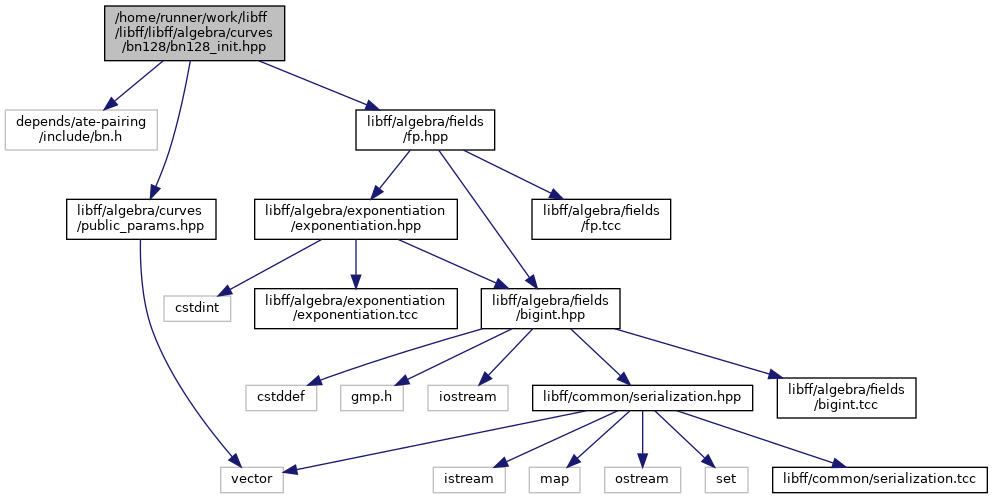 /home/runner/work/libff
/libff/libff/algebra/curves
/bn128/bn128_init.hpp
depends/ate-pairing
/include/bn.h
libff/algebra/fields
/fp.hpp
libff/algebra/curves
/public_params.hpp
libff/algebra/exponentiation
/exponentiation.hpp
libff/algebra/fields
/fp.tcc
cstdint
libff/algebra/exponentiation
/exponentiation.tcc
libff/algebra/fields
/bigint.hpp
cstddef
gmp.h
iostream
libff/common/serialization.hpp
libff/algebra/fields
/bigint.tcc
vector
istream
map
ostream
set
libff/common/serialization.tcc